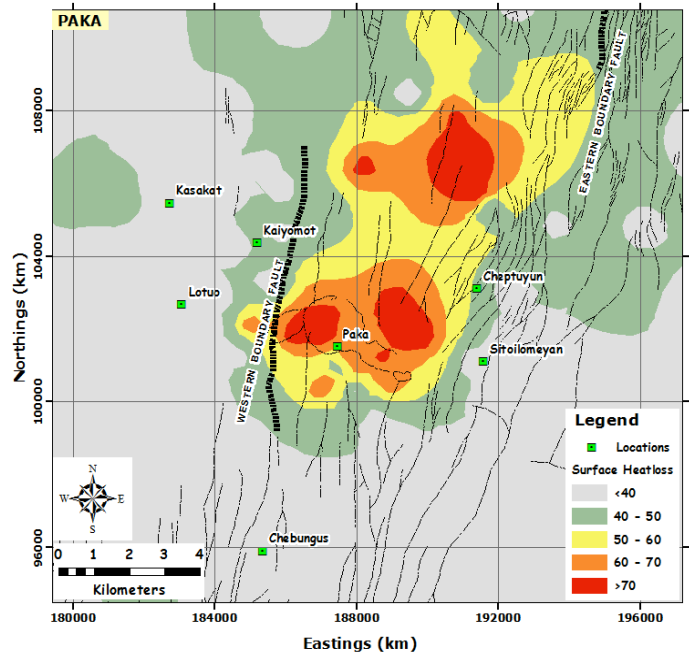 PAKA
108000
104000
100000
96000
Northings (km)
180000
184000
188000
192000
196000
Eastings (km)
EASTERN BOUNDARY FAULT
WESTERN BOUNDARY FAULT
Kasakat
Kaiyomot
Lotuo
Cheptuyun
Paka
Sitoilomeyan
Chebungus
N
W
E
S
0 1 2 3 4
Kilometers
Legend
Locations
Surface Heatloss
<40
40 - 50
50 - 60
60 - 70
>70